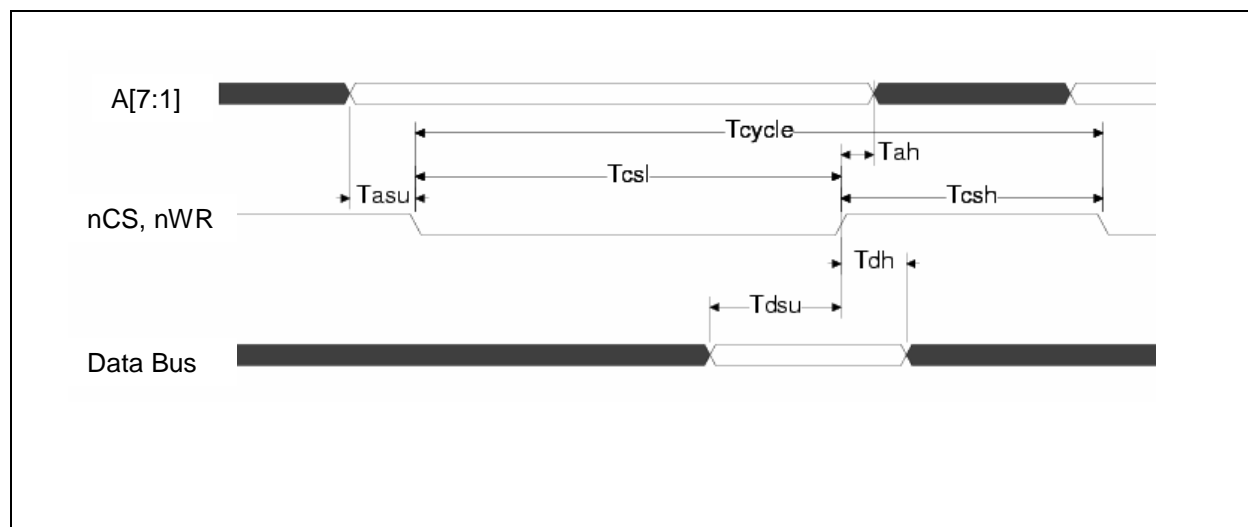 A[7:1]
Tcycle
Tah
Tcsl
Tasu
Tcsh
nCS, nWR
Tdh
Tdsu
Data Bus